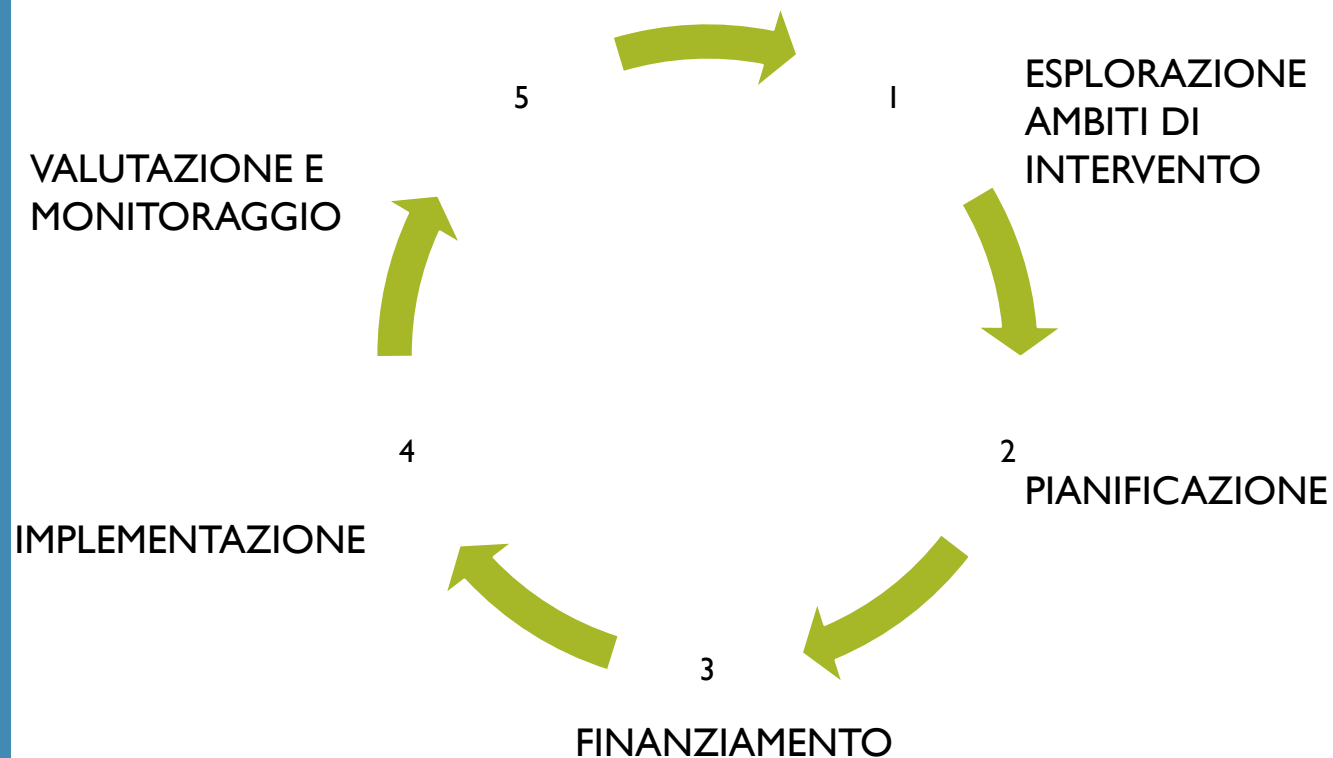 5
1
ESPLORAZIONE
AMBITI DI
INTERVENTO
VALUTAZIONE E
MONITORAGGIO
4
2
PIANIFICAZIONE
IMPLEMENTAZIONE
3
FINANZIAMENTO